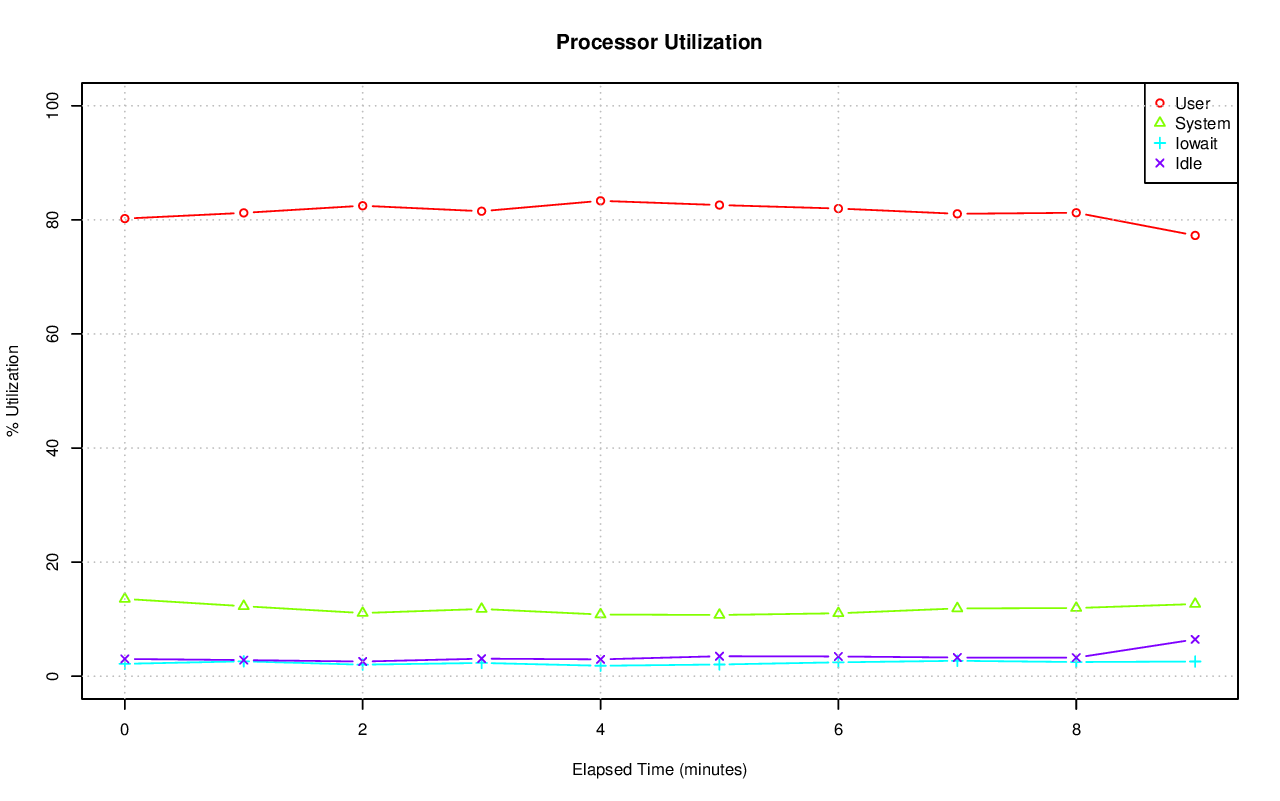 Processor Utilization
User
System
Iowait
Idle
% Utilization
100
80
60
40
20
0
0 2 4 6 8
Elapsed Time (minutes)